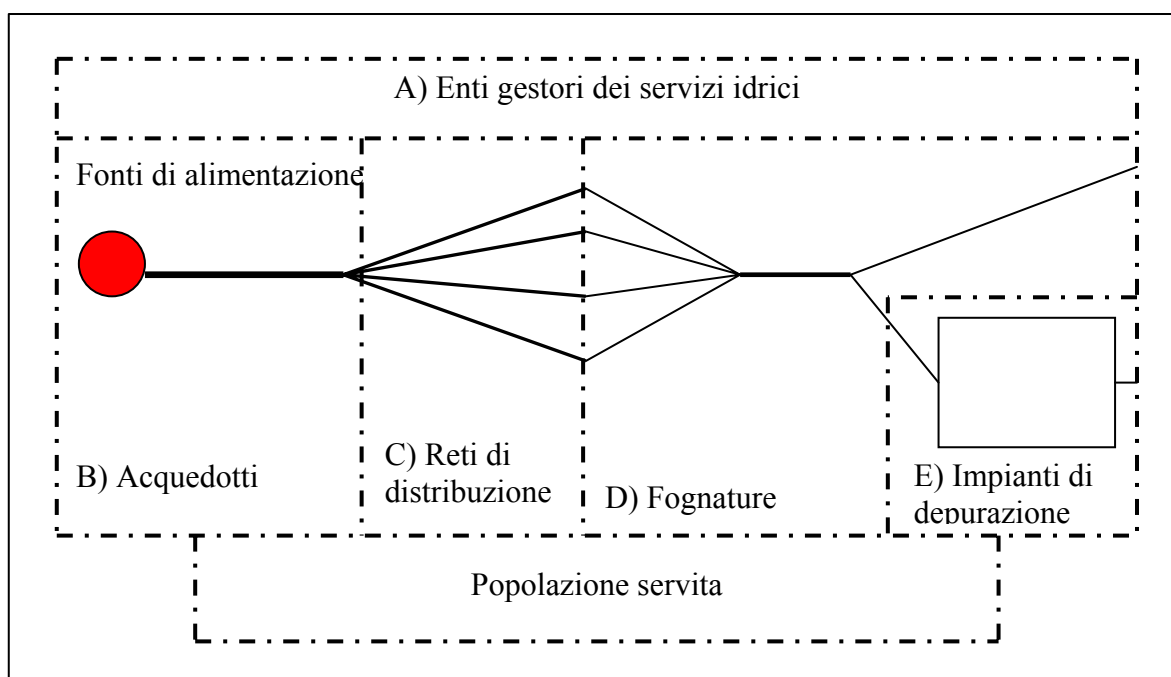 A) Enti gestori dei servizi idrici
Fonti di alimentazione
B) Acquedotti
C) Reti di
distribuzione
D) Fognature
E) Impianti di
depurazione
Popolazione servita